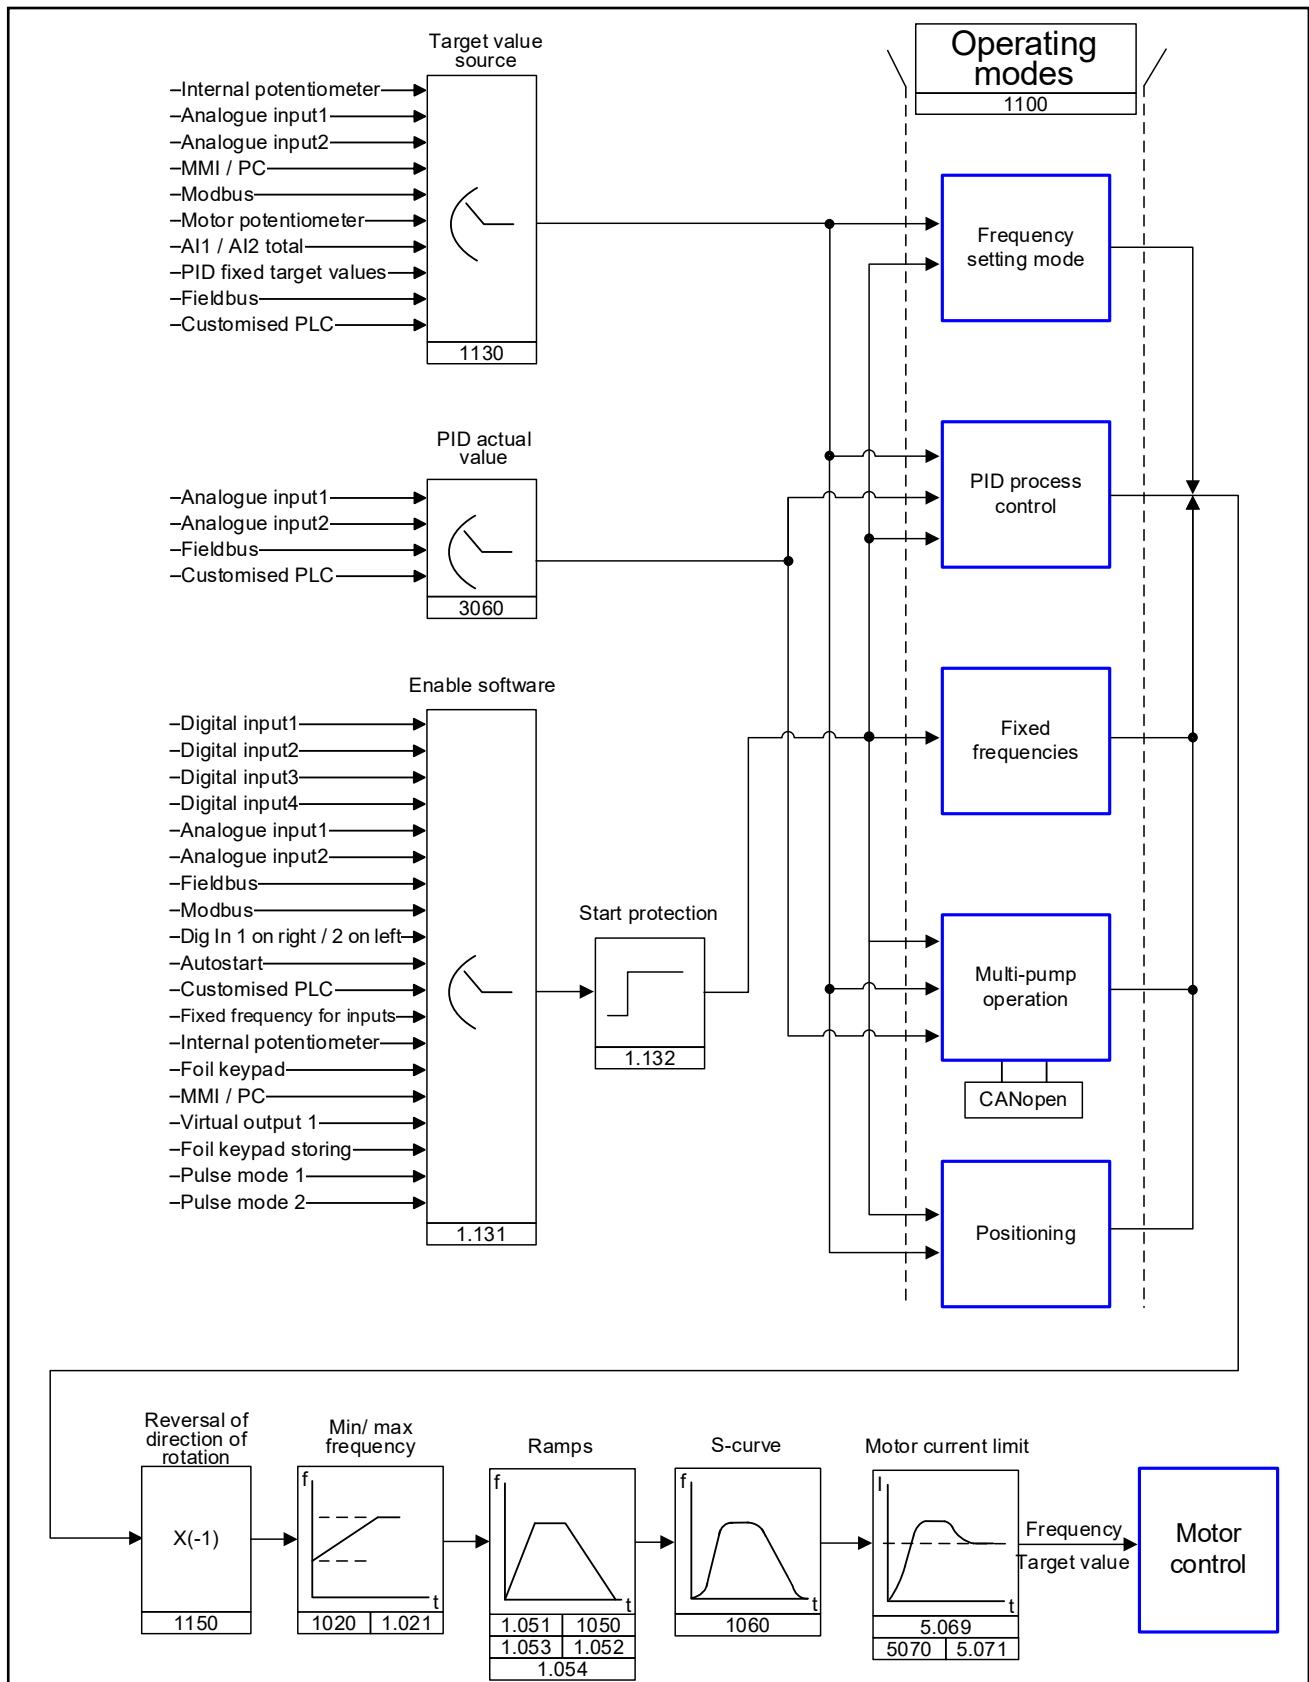 Target value
source
Internal potentiometer
Analogue input1
Analogue input2
MMI / PC
Modbus
Motor potentiometer
AI1 / AI2 total
PID fixed target values
Fieldbus
Customised PLC
1130
Operating
modes
1100
Frequency
setting mode
PID actual
value
Analogue input1
Analogue input2
Fieldbus
Customised PLC
3060
PID process
control
Enable software
Digital input1
Digital input2
Digital input3
Digital input4
Analogue input1
Analogue input2
Fieldbus
Modbus
Dig In 1 on right / 2 on left
Autostart
Customised PLC
Fixed frequency for inputs
Internal potentiometer
Foil keypad
MMI / PC
Virtual output 1
Foil keypad storing
Pulse mode 1
Pulse mode 2
1.131
Start protection
1.132
Fixed
frequencies
Multi-pump
operation
CANopen
Positioning
Reversal of
direction of
rotation
X(-1)
1150
Min/ max
frequency
f
t
1020 1.021
Ramps
f
t
1.051 1050
1.053 1.052
1.054
S-curve
f
t
1060
Motor current limit
I
t
5.069
5070 5.071
Frequency
Target value
Motor
control